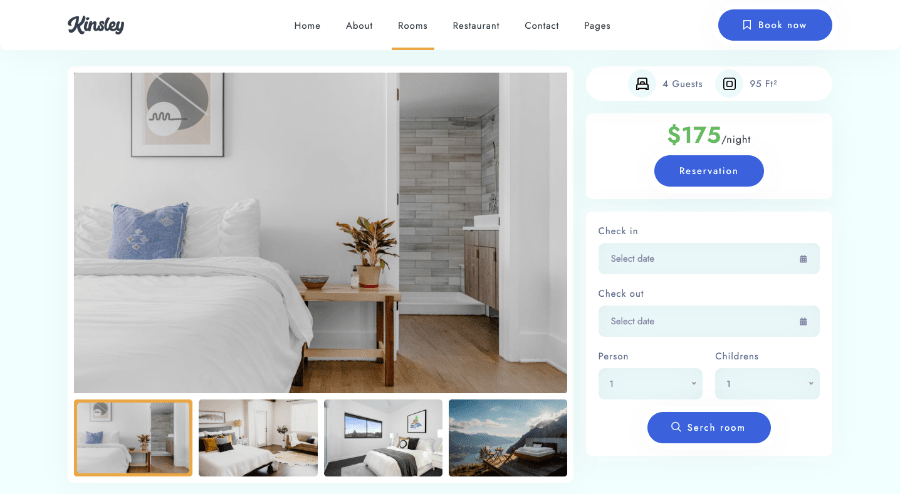 Kinsley
Home About Rooms Restaurant Contact Pages
Book now
4 Guests 95 Ft²
$175/night
Reservation
Check in
Select date
Check out
Select date
Person Childrens
1 1
Serch room